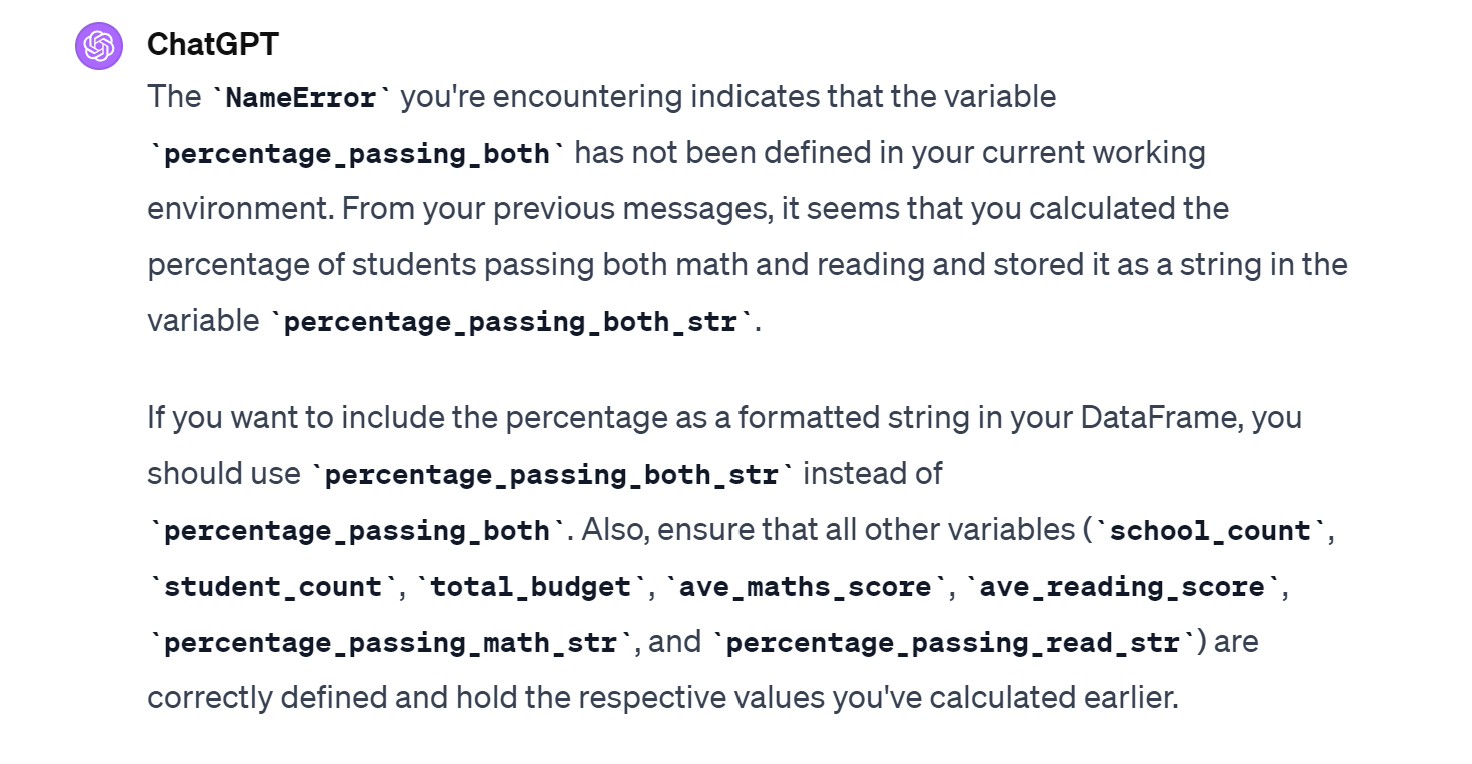 ChatGPT
The `NameError` you're encountering indicates that the variable
`percentage_passing_both` has not been defined in your current working
environment. From your previous messages, it seems that you calculated the
percentage of students passing both math and reading and stored it as a string in the
variable `percentage_passing_both_str`.
If you want to include the percentage as a formatted string in your DataFrame, you
should use `percentage_passing_both_str` instead of
`percentage_passing_both`. Also, ensure that all other variables (`school_count`,
`student_count`, `total_budget`, `ave_maths_score`, `ave_reading_score`,
`percentage_passing_math_str`, and `percentage_passing_read_str`) are
correctly defined and hold the respective values you've calculated earlier.